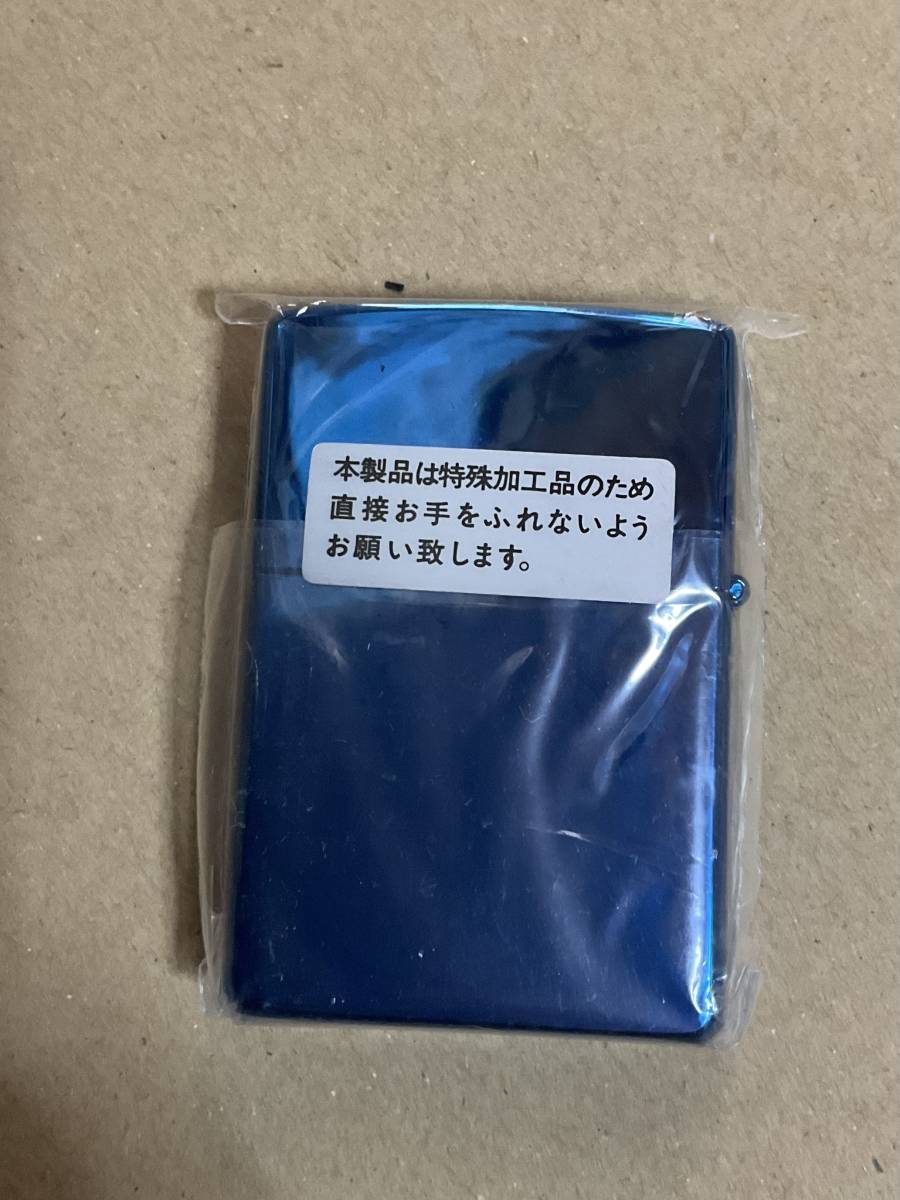 本製品は特殊加工品のため
直接お手をふれないよう
お願い致します。